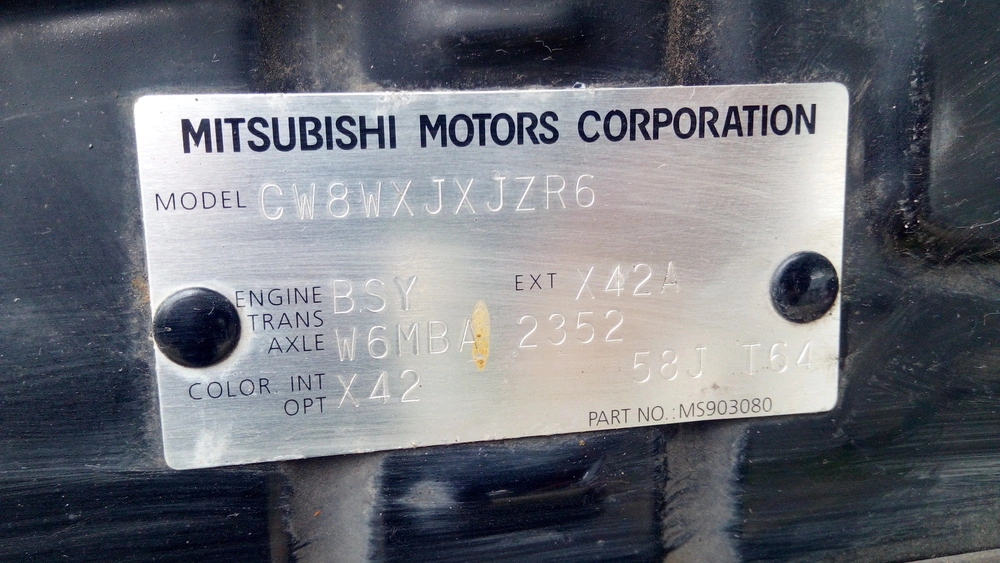 MITSUBISHI MOTORS CORPORATION
MODEL CW8WXJXJZR6
ENGINE BSY EXT X42A
TRANS
AXLE W6MBA 2352
COLOR INT X42 58J T64
OPT
PART NO.:MS903080